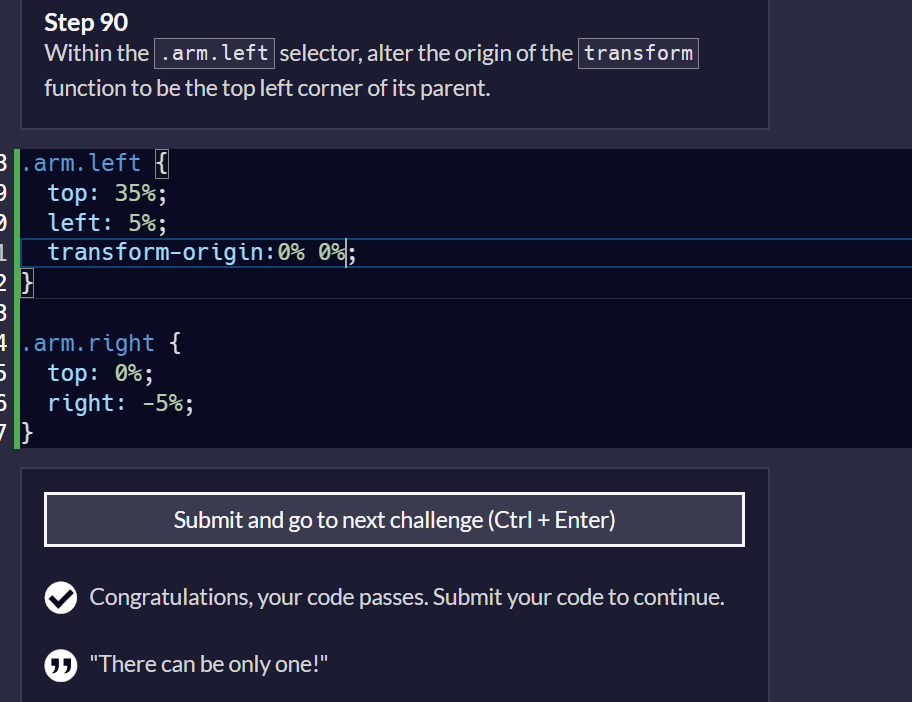 Step 90
Within the .arm.left selector, alter the origin of the transform
function to be the top left corner of its parent.
8 .arm.left {
9 top: 35%;
0 left: 5%;
1 transform-origin:0% 0%;
2 }
3
4 .arm.right {
5 top: 0%;
6 right: -5%;
7 }
Submit and go to next challenge (Ctrl + Enter)
Congratulations, your code passes. Submit your code to continue.
"There can be only one!"